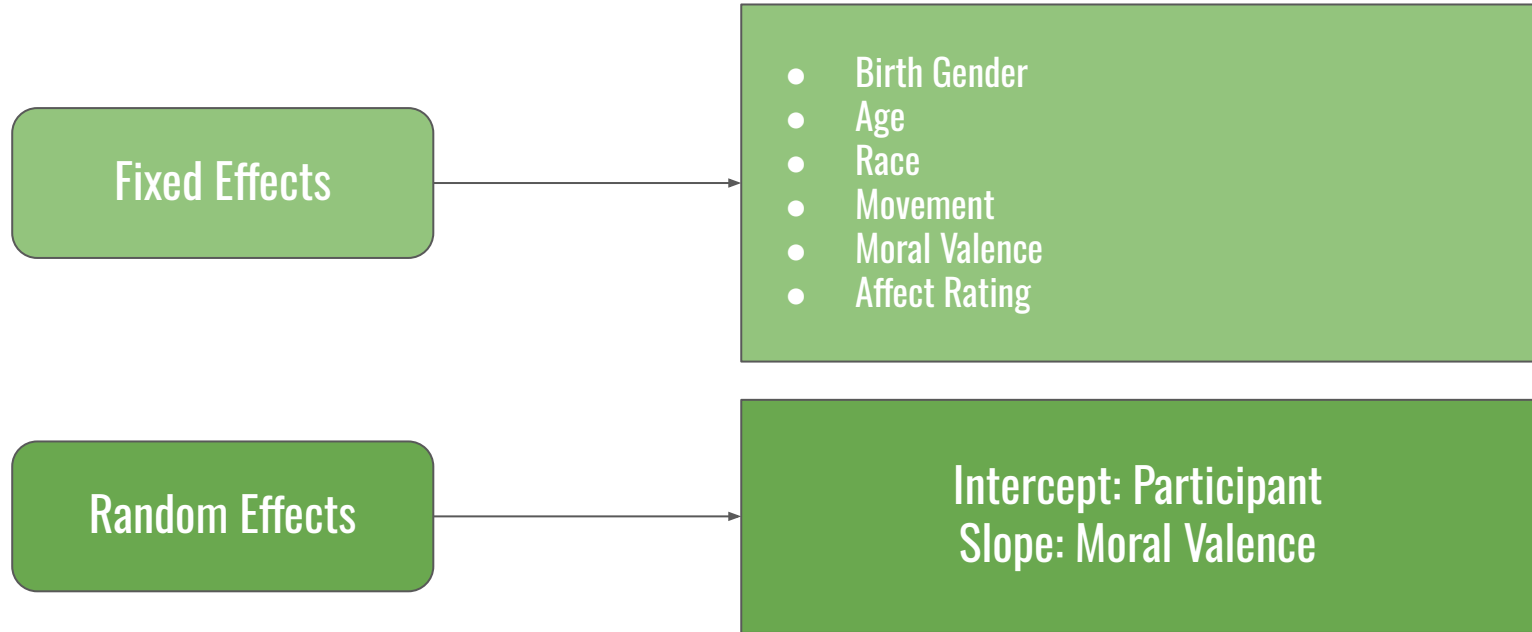 Fixed Effects
● Birth Gender
● Age
● Race
● Movement
● Moral Valence
● Affect Rating
Random Effects
Intercept: Participant
Slope: Moral Valence